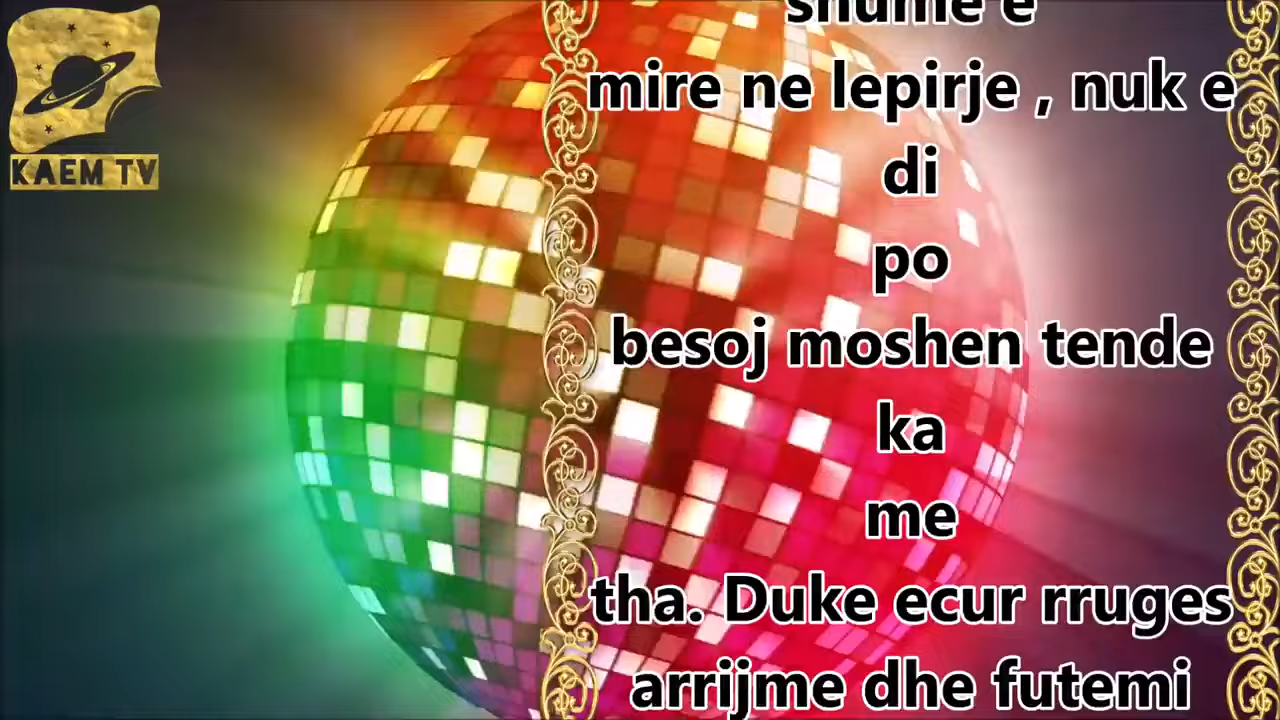 KAEM TV
shume e
mire ne lepirje , nuk e
di
po
besoj moshen tende
ka
me
tha. Duke ecur rruges
arrijme dhe futemi